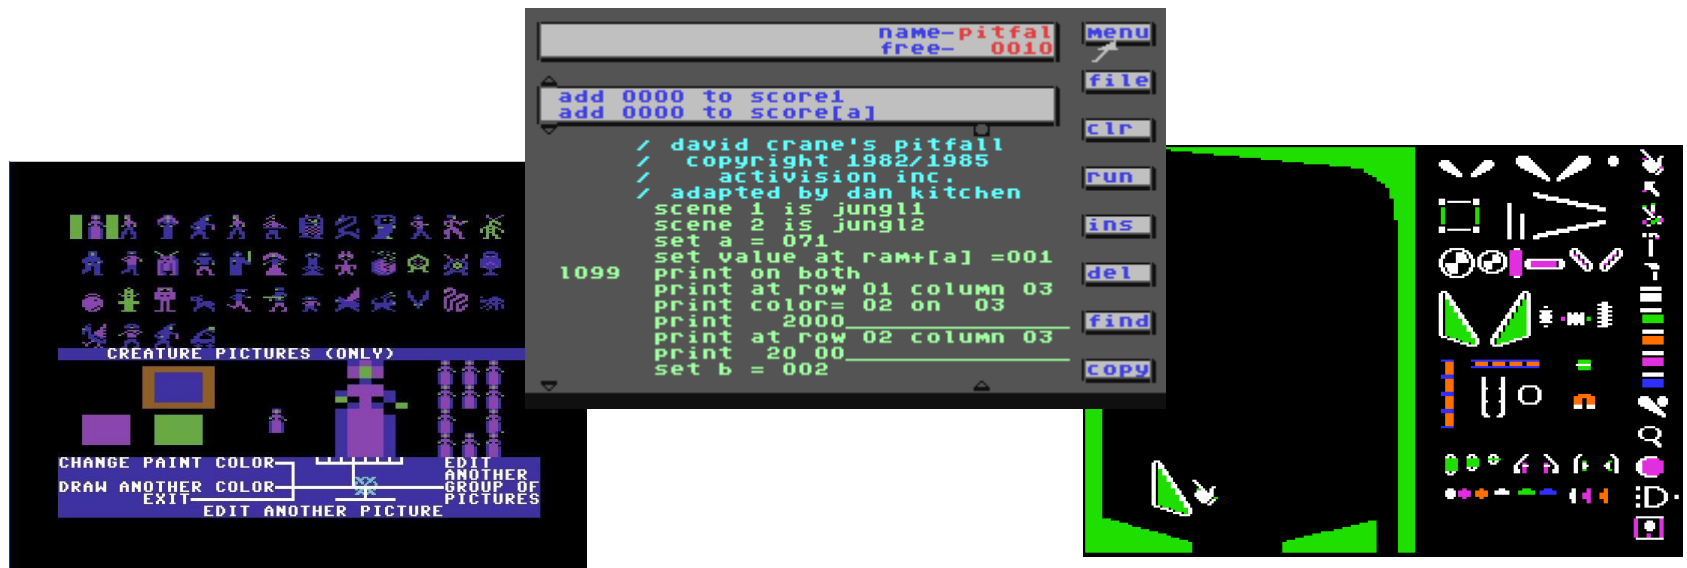 name-pitfal
free- 0010
menu
file
clr
run
ins
del
find
copy
add 0000 to score1
add 0000 to score[a]
/ david crane's pitfall
/ copyright 1982/1985
/ activision inc.
/ adapted by dan kitchen
scene 1 is jungl1
scene 2 is jungl2
set a = 071
set value at ram+[a] =001
1099 print on both
print at row 01 column 03
print color= 02 on 03
print 2000
print at row 02 column 03
print 20 00
set b = 002
CREATURE PICTURES (ONLY)
CHANGE PAINT COLOR
DRAW ANOTHER COLOR
EXIT
EDIT
ANOTHER
GROUP OF
PICTURES
EDIT ANOTHER PICTURE